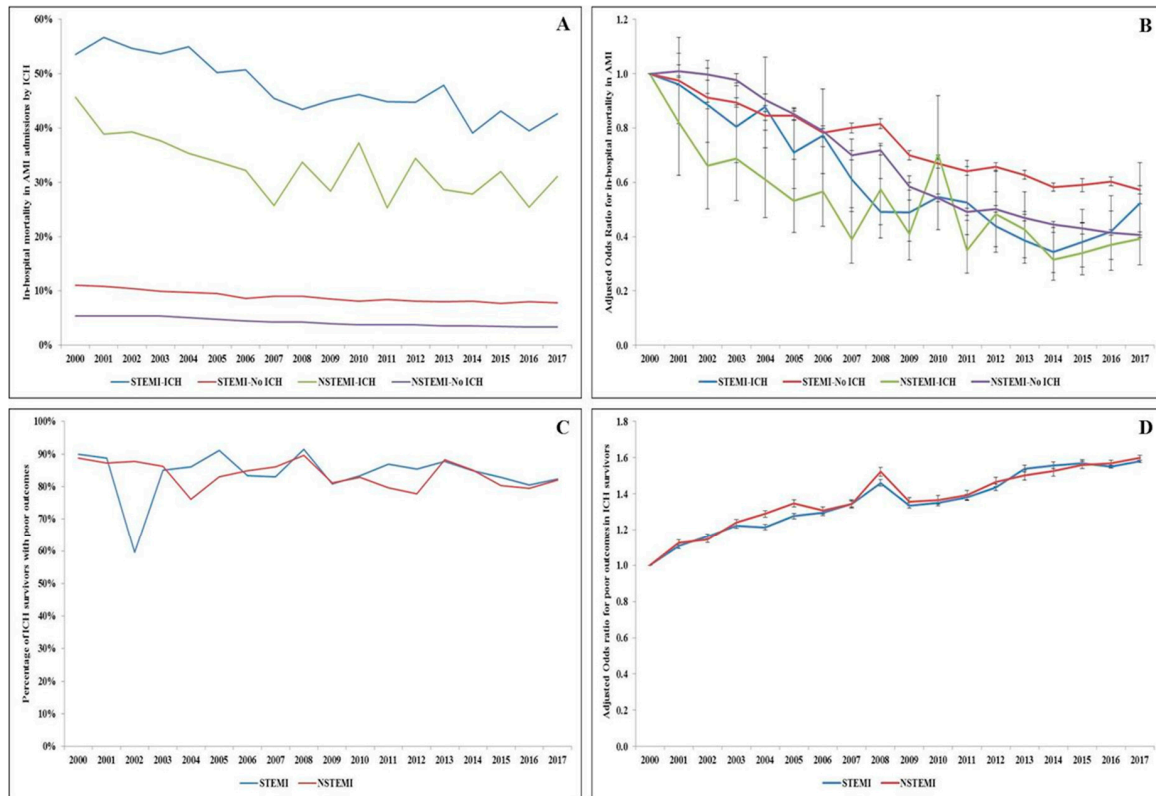 A
In-hospital mortality in AMI admissions by ICH
60%
50%
40%
30%
20%
10%
0%
2000 2001 2002 2003 2004 2005 2006 2007 2008 2009 2010 2011 2012 2013 2014 2015 2016 2017
STEMI-ICH STEMI-No ICH NSTEMI-ICH NSTEMI-No ICH
B
Adjusted Odds Ratio for in-hospital mortality in AMI
1.2
1.0
0.8
0.6
0.4
0.2
0.0
2000 2001 2002 2003 2004 2005 2006 2007 2008 2009 2010 2011 2012 2013 2014 2015 2016 2017
STEMI-ICH STEMI-No ICH NSTEMI-ICH NSTEMI-No ICH
C
Percentage of ICH survivors with poor outcomes
100%
90%
80%
70%
60%
50%
40%
30%
20%
10%
0%
2000 2001 2002 2003 2004 2005 2006 2007 2008 2009 2010 2011 2012 2013 2014 2015 2016 2017
STEMI NSTEMI
D
Adjusted Odds ratio for poor outcomes in ICH survivors
1.8
1.6
1.4
1.2
1.0
0.8
0.6
0.4
0.2
0.0
2000 2001 2002 2003 2004 2005 2006 2007 2008 2009 2010 2011 2012 2013 2014 2015 2016 2017
STEMI NSTEMI